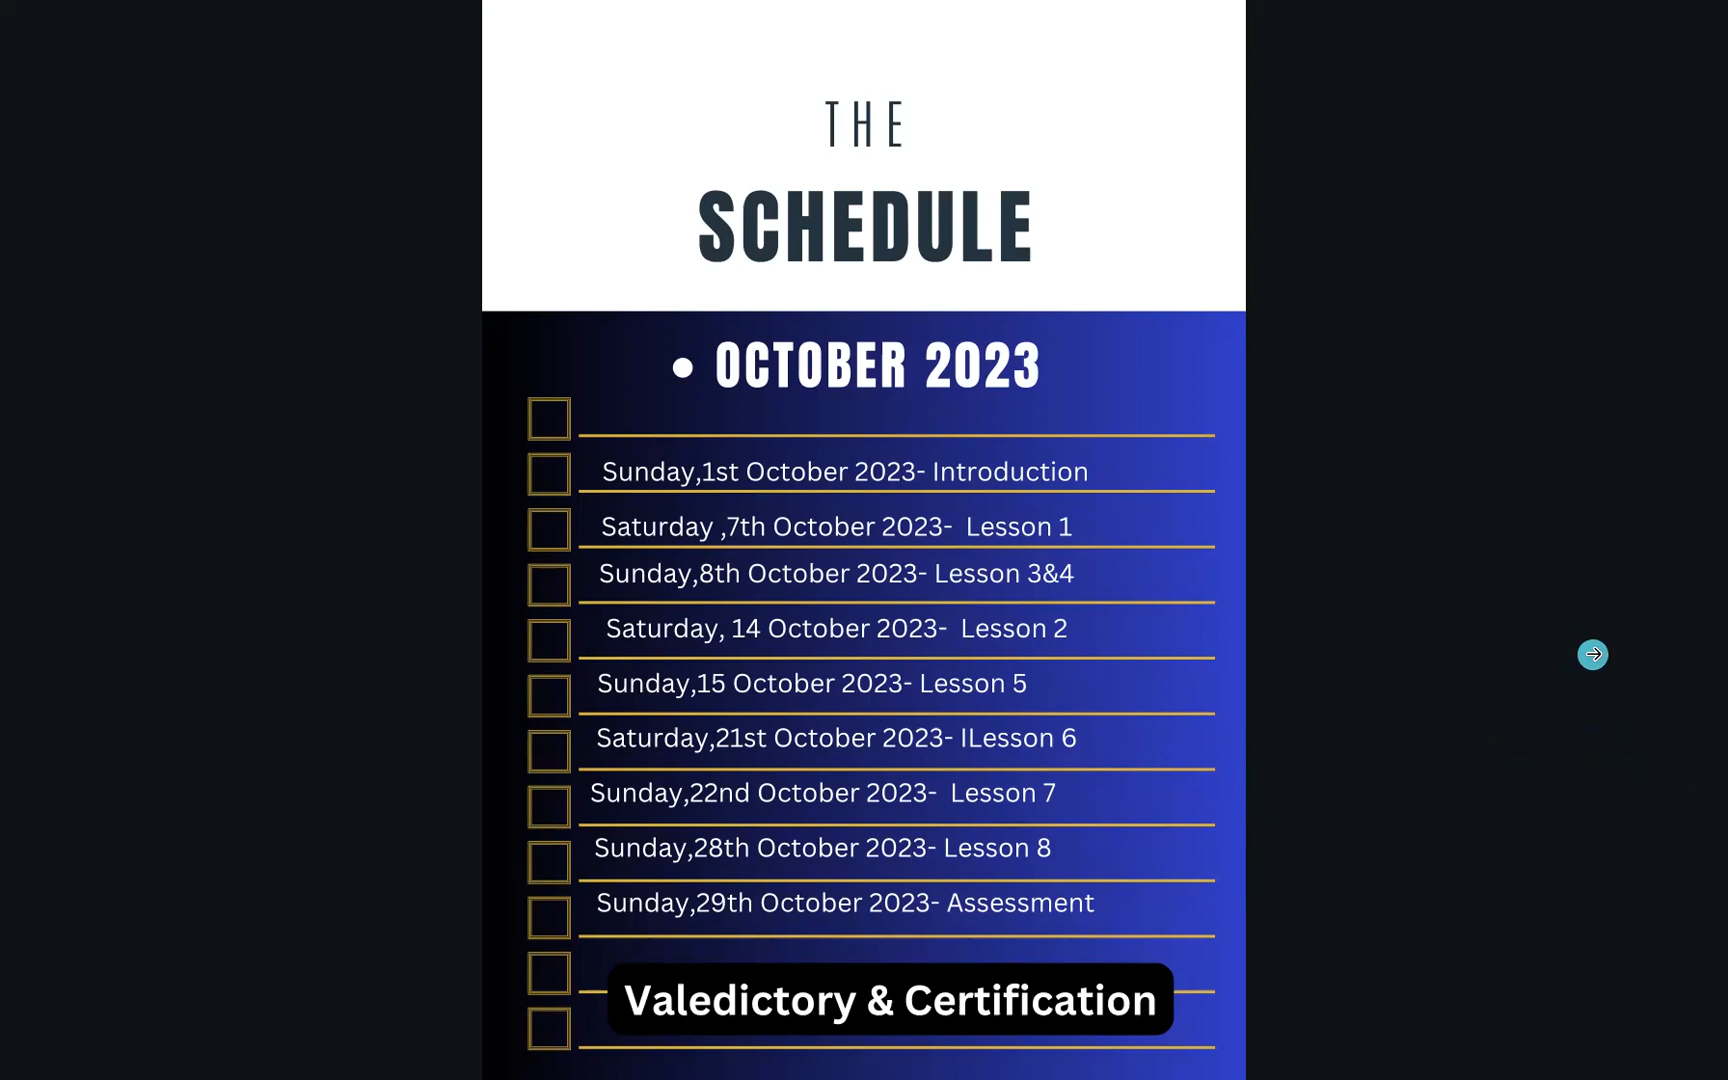 THE
SCHEDULE
• OCTOBER 2023
Sunday,1st October 2023- Introduction
Saturday ,7th October 2023-  Lesson 1
Sunday,8th October 2023- Lesson 3&4
Saturday, 14 October 2023-  Lesson 2
Sunday,15 October 2023- Lesson 5
Saturday,21st October 2023- ILesson 6
Sunday,22nd October 2023-  Lesson 7
Sunday,28th October 2023- Lesson 8
Sunday,29th October 2023- Assessment
Valedictory & Certification